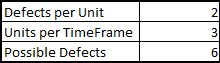 Defects per Unit 2
Units per TimeFrame 3
Possible Defects 6